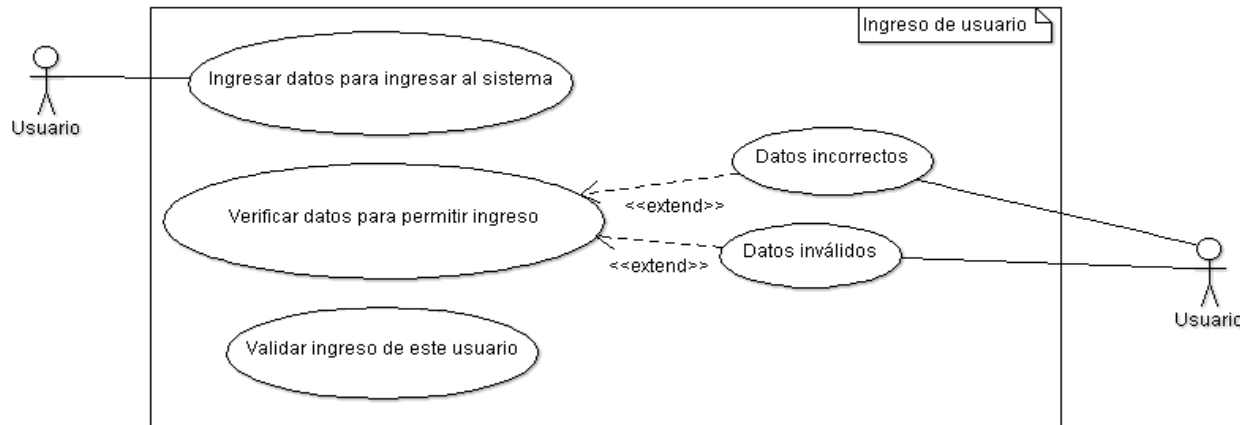 Ingreso de usuario
Ingresar datos para ingresar al sistema
Usuario
Datos incorrectos
<<extend>>
Verificar datos para permitir ingreso
Datos inválidos
<<extend>>
Usuario
Validar ingreso de este usuario